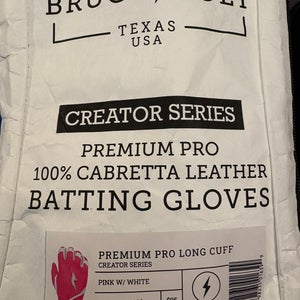 TEXAS
USA
CREATOR SERIES
PREMIUM PRO
100% CABRETTA LEATHER
BATTING GLOVES
PREMIUM PRO LONG CUFF
CREATOR SERIES
PINK W/ WHITE